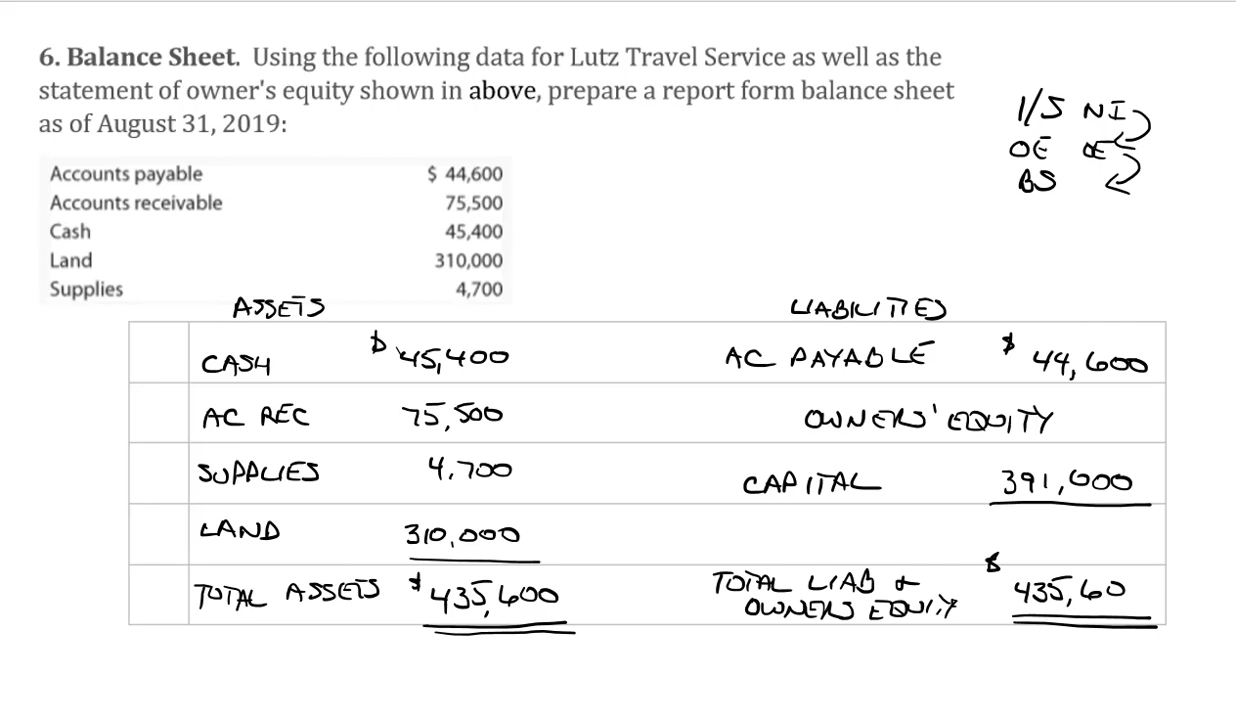 6. Balance Sheet. Using the following data for Lutz Travel Service as well as the
statement of owner's equity shown in above, prepare a report form balance sheet
as of August 31, 2019:
I/S NI
OE OE
BS
Accounts payable $ 44,600
Accounts receivable 75,500
Cash 45,400
Land 310,000
Supplies 4,700
ASSETS LIABILITIES
CASH $ 45,400 AC PAYABLE $ 44,600
AC REC 75,500 OWNERS' EQUITY
SUPPLIES 4,700 CAPITAL 391,000
LAND 310,000
TOTAL ASSETS $ 435,600 TOTAL LIAB & $ 435,60
OWNERS EQUITY